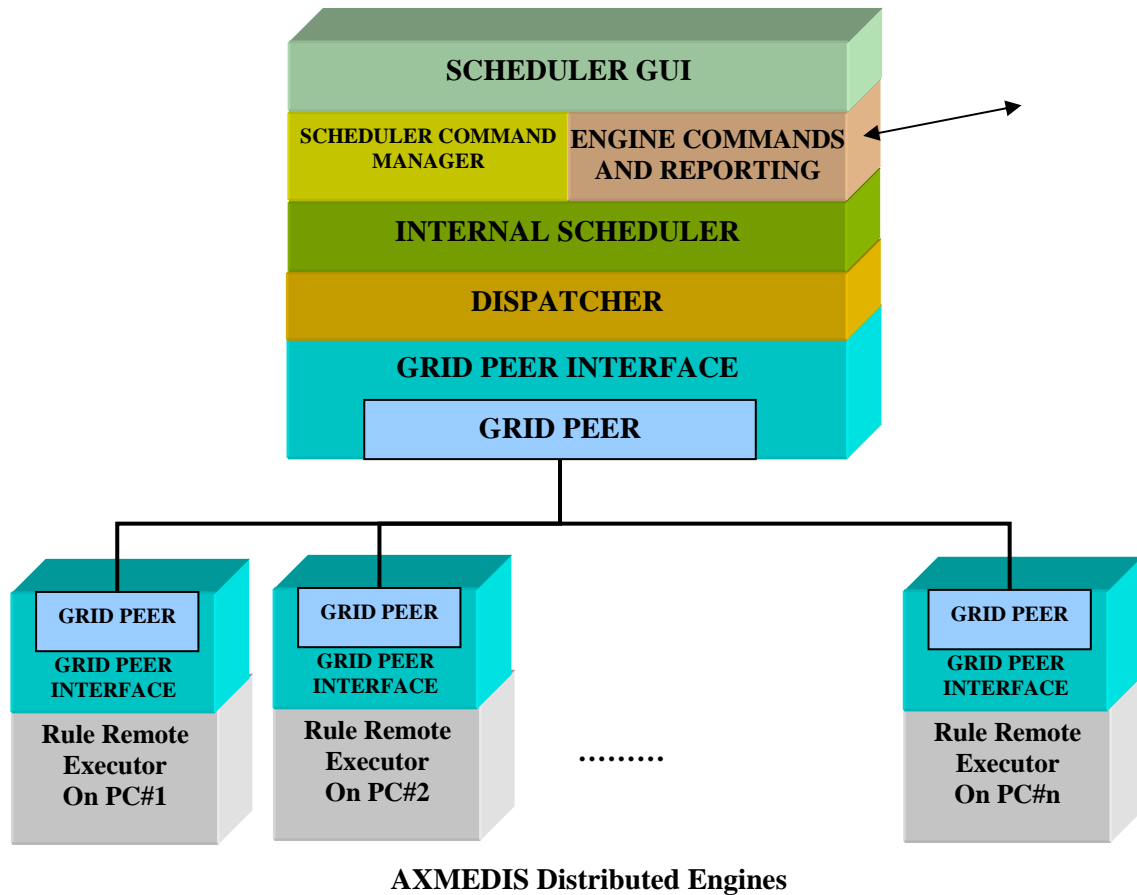 SCHEDULER GUI
SCHEDULER COMMAND
MANAGER
ENGINE COMMANDS
AND REPORTING
INTERNAL SCHEDULER
DISPATCHER
GRID PEER INTERFACE
GRID PEER
GRID PEER
GRID PEER
INTERFACE
Rule Remote
Executor
On PC#1
GRID PEER
GRID PEER
INTERFACE
Rule Remote
Executor
On PC#2
.........
GRID PEER
GRID PEER
INTERFACE
Rule Remote
Executor
On PC#n
AXMEDIS Distributed Engines